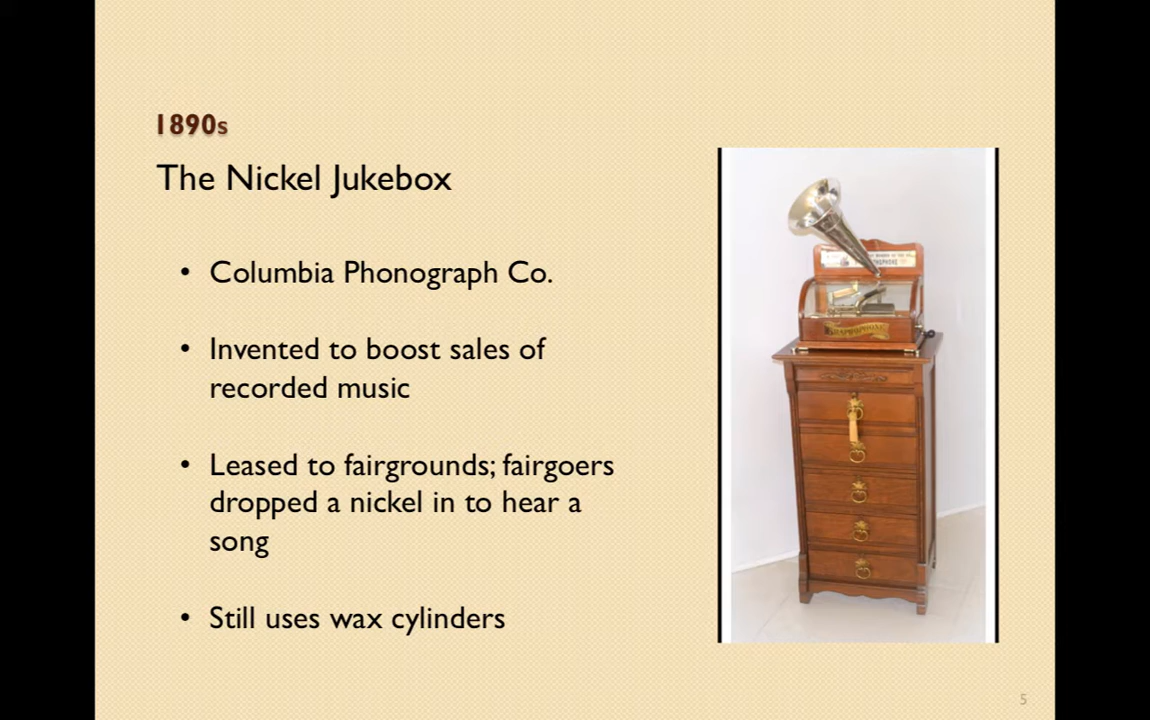 1890s
The Nickel Jukebox
• Columbia Phonograph Co.
• Invented to boost sales of
recorded music
• Leased to fairgrounds; fairgoers
dropped a nickel in to hear a
song
• Still uses wax cylinders
GRAPHOPHONE
5